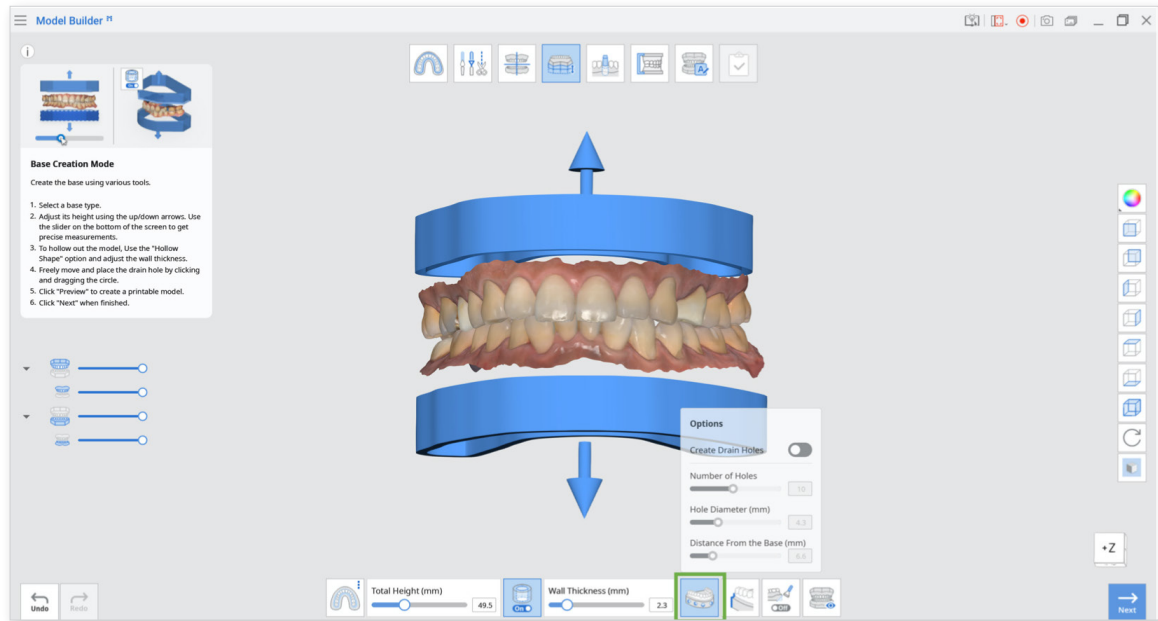 Model Builder
i
Base Creation Mode
Create the base using various tools.
1. Select a base type.
2. Adjust its height using the up/down arrows. Use
the slider on the bottom of the screen to get
precise measurements.
3. To hollow out the model, Use the "Hollow
Shape" option and adjust the wall thickness.
4. Freely move and place the drain hole by clicking
and dragging the circle.
5. Click "Preview" to create a printable model.
6. Click "Next" when finished.
Options
Create Drain Holes
Number of Holes
10
Hole Diameter (mm)
4.3
Distance From the Base (mm)
+Z
Undo
Redo
Total Height (mm)
49.5
On
Wall Thickness (mm)
2.3
Off
Next